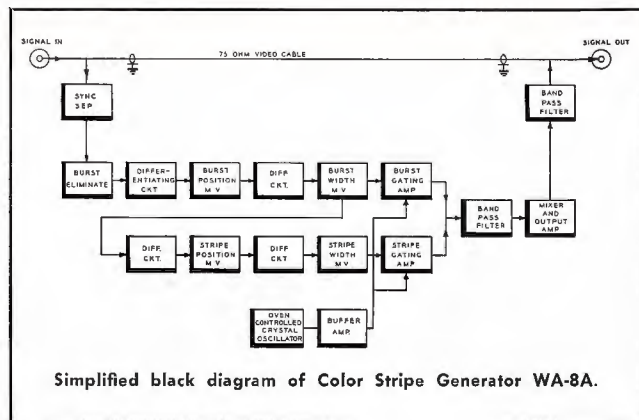 SIGNAL IN
SIGNAL OUT
75 OHM VIDEO CABLE
SYNC
SEP
BAND
PASS
FILTER
BURST
ELIMINATE
DIFFER-
ENTIATING
CKT
BURST
POSITION
M V
DIFF
CKT.
BURST
WIDTH
M V
BURST
GATING
AMP
DIFF.
CKT.
STRIPE
POSITION
M.V.
DIFF
CKT
STRIPE
WIDTH
M V
STRIPE
GATING
AMP
BAND
PASS
FILTER
MIXER
AND
OUTPUT
AMP
OVEN
CONTROLLED
CRYSTAL
OSCILLATOR
BUFFER
AMP.
Simplified black diagram of Color Stripe Generator WA-8A.